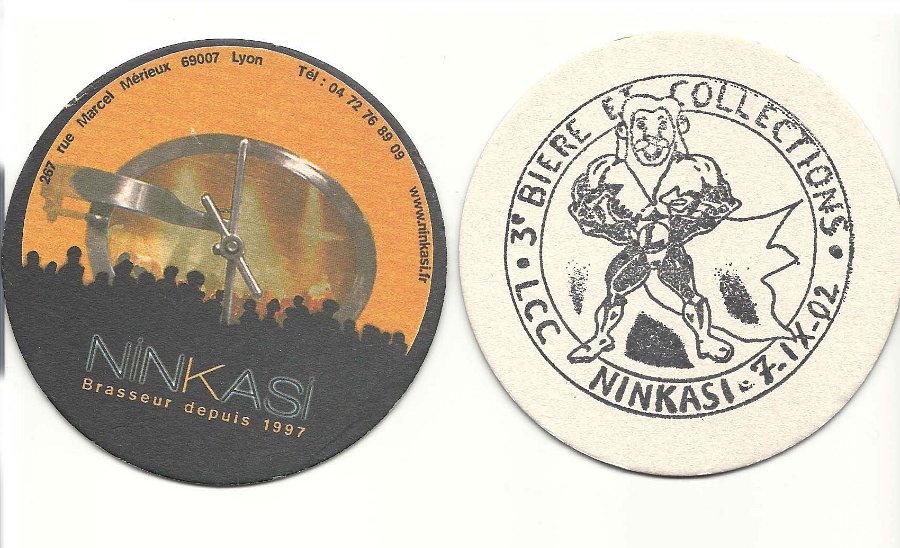 267 rue Marcel Mérieux 69007 Lyon
Tél : 04 72 76 89 09
www.ninkasi.fr
NiNKASi
Brasseur depuis 1997
3e BIERE ET COLLECTIONS
LCC
NINKASI - 7-IX-02
L